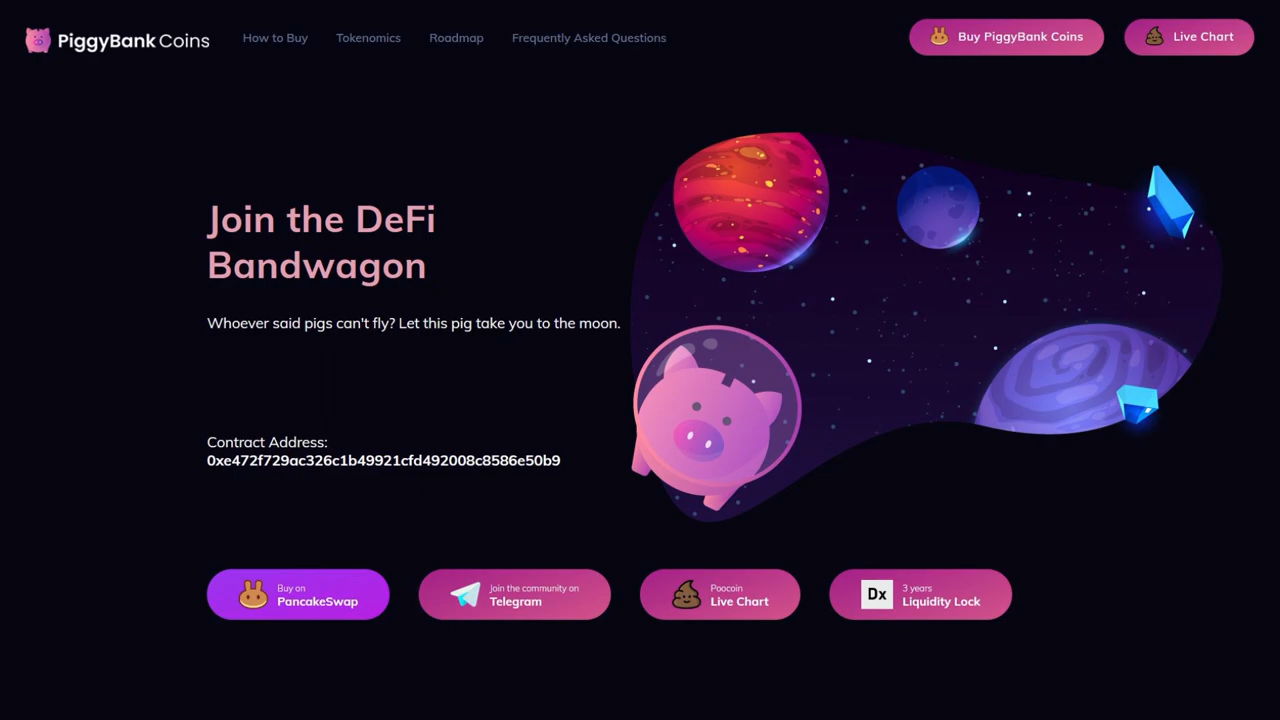 PiggyBank Coins
How to Buy
Tokenomics
Roadmap
Frequently Asked Questions
Buy PiggyBank Coins
Live Chart
Join the DeFi
Bandwagon
Whoever said pigs can't fly? Let this pig take you to the moon.
Contract Address:
0xe472f729ac326c1b49921cfd492008c8586e50b9
Buy on
PancakeSwap
Join the community on
Telegram
Poocoin
Live Chart
Dx
3 years
Liquidity Lock